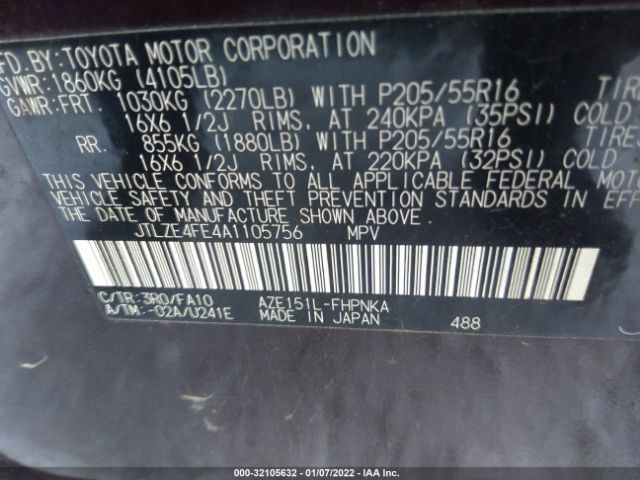 FD. BY: TOYOTA MOTOR CORPORATION
GVWR: 1860KG (4105LB)
GAWR: FRT. 1030KG (2270LB) WITH P205/55R16 TIRE
16X6 1/2J RIMS, AT 240KPA (35PSI) COLD
RR. 855KG (1880LB) WITH P205/55R16 TIRES
16X6 1/2J RIMS, AT 220KPA (32PSI) COLD
THIS VEHICLE CONFORMS TO ALL APPLICABLE FEDERAL MOTO
VEHICLE SAFETY AND THEFT PREVENTION STANDARDS IN EFF
THE DATE OF MANUFACTURE SHOWN ABOVE.
JTLZE4FE4A1105756 MPV
C/TR: 3R0/FA10 AZE151L-FHPNKA
A/TM: -02A/U241E MADE IN JAPAN 488
000-32105632 - 01/07/2022 - IAA Inc.